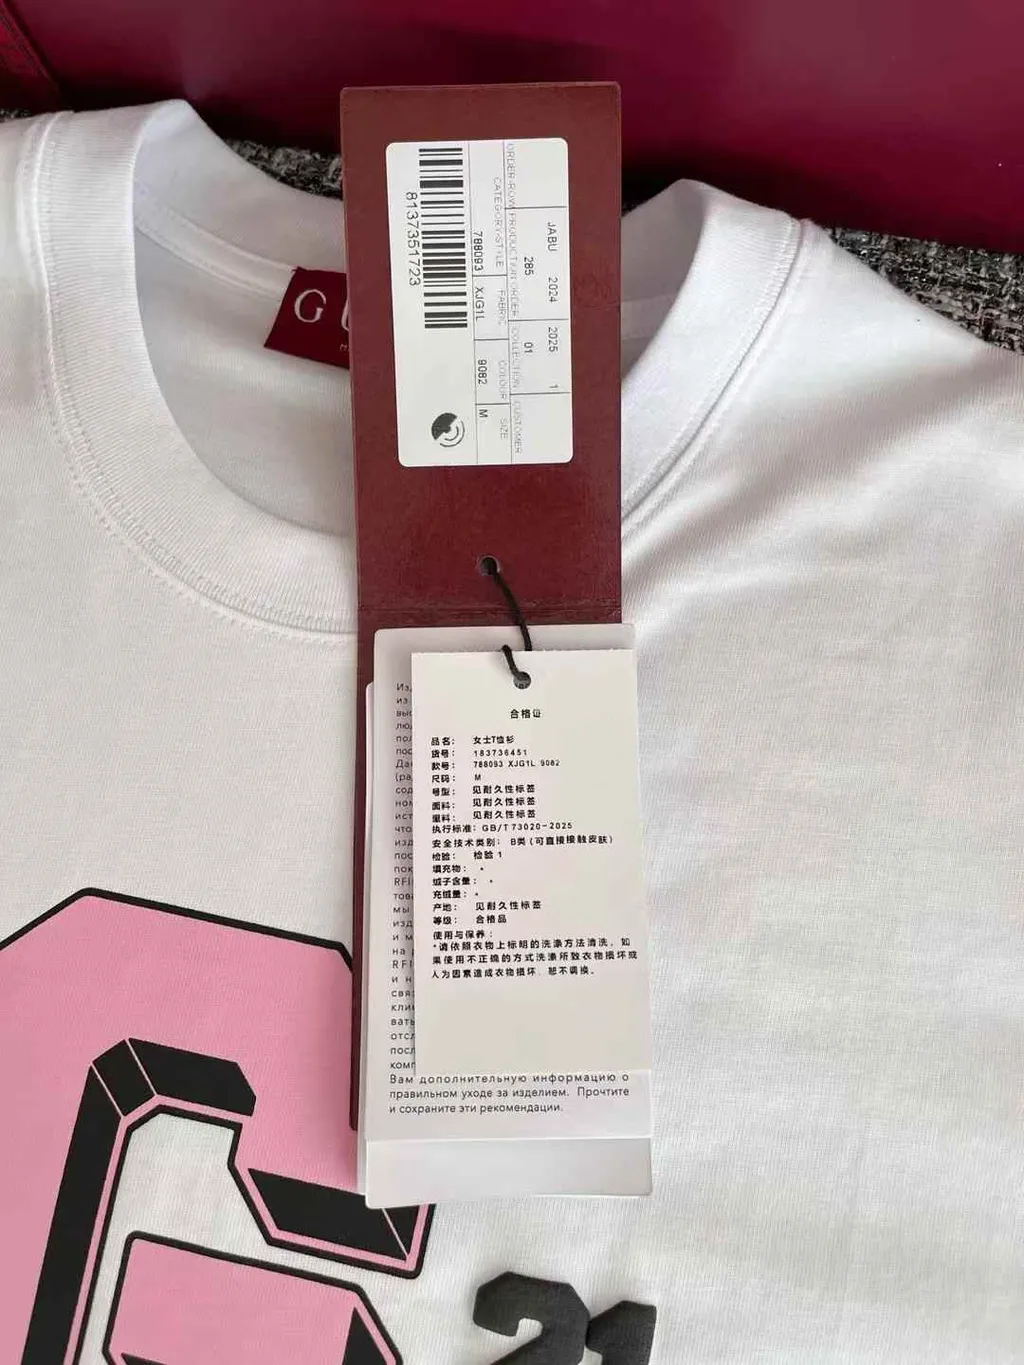 G
8137351723
ORDER-ROW PRODUCTION ORDER COLLECTION CUSTOMER
JABU 2024 2025 1
285 01
CATEGORY-STYLE FABRIC COLOUR SIZE
788093 XJG1L 9082 M
合格证
品名： 女士T恤衫
货号： 183736451
款号： 788093 XJG1L 9082
尺码： M
号型： 见耐久性标签
面料： 见耐久性标签
里料： 见耐久性标签
执行标准：GB/T 73020-2025
安全技术类别： B类(可直接接触皮肤)
检验： 检验 1
填充物：
绒子含量：
充绒量：
产地： 见耐久性标签
等级： 合格品
使用与保养：
*请依照衣物上标明的洗涤方法清洗，如
果使用不正确的方式洗涤所致衣物损坏或
人为因素造成衣物损坏，恕不调换。
RFI
RFI
Вам дополнительную информацию о
правильном уходе за изделием. Прочтите
и сохраните эти рекомендации.
G
21